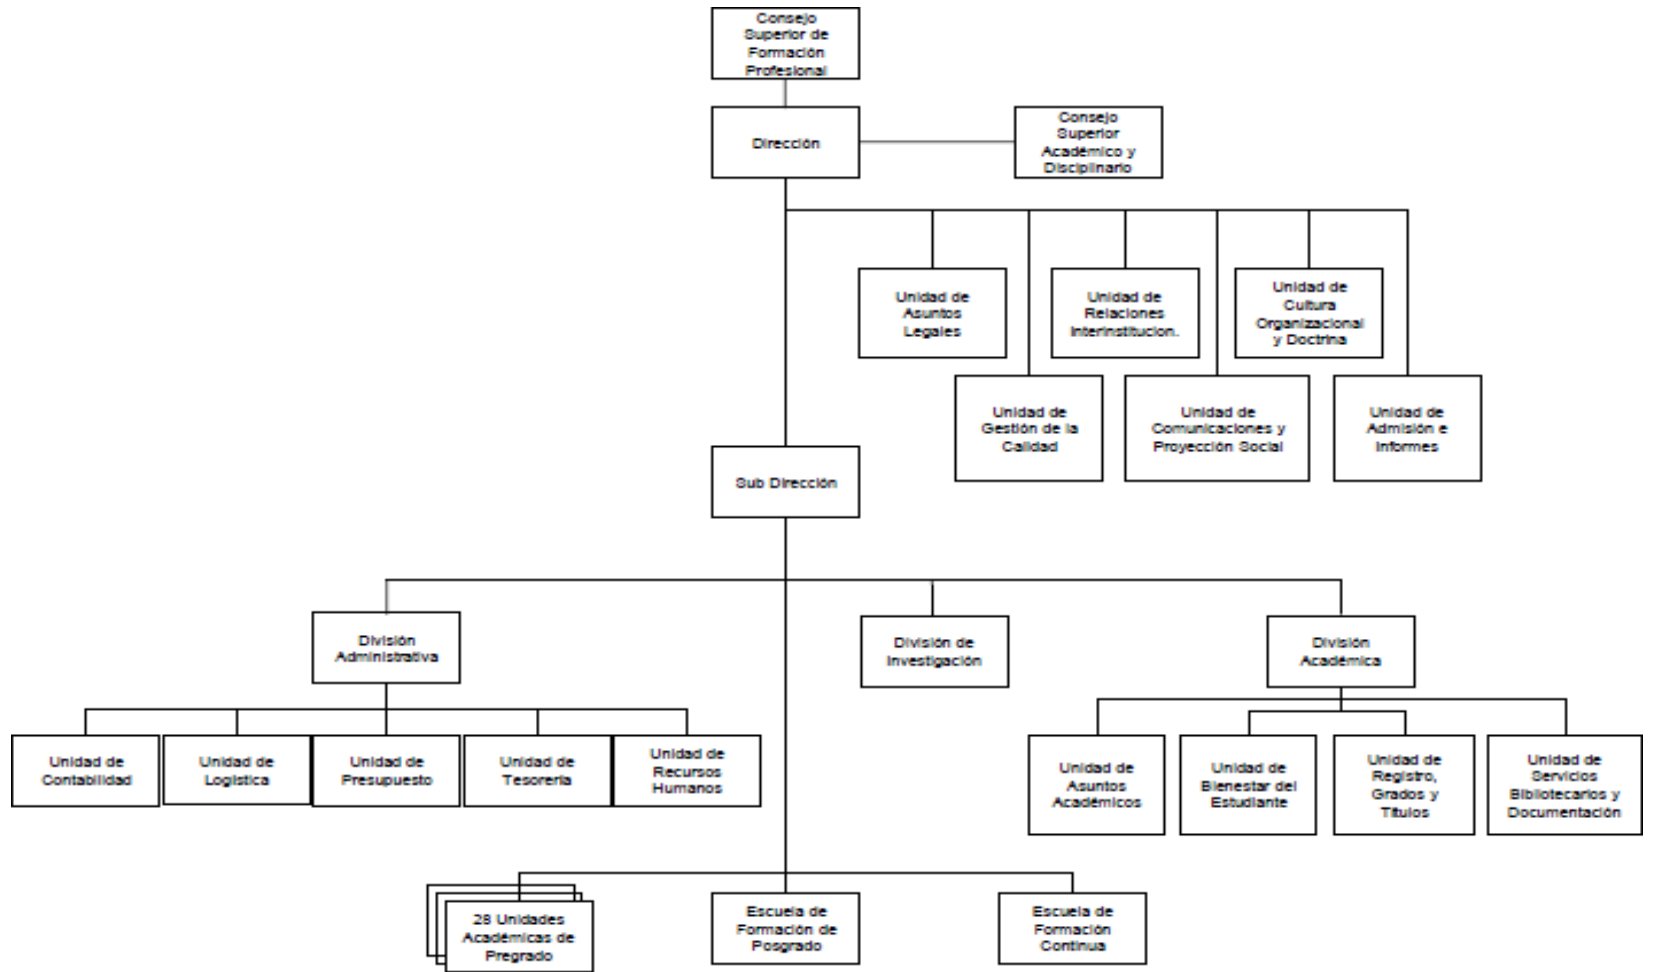 Consejo
Superior de
Formación
Profesional
Dirección
Consejo
Superior
Académico y
Disciplinario
Unidad de
Asuntos
Legales
Unidad de
Relaciones
Interinstitucion.
Unidad de
Cultura
Organizacional
y Doctrina
Unidad de
Gestión de la
Calidad
Unidad de
Comunicaciones y
Proyección Social
Unidad de
Admisión e
Informes
Sub Dirección
División
Administrativa
División de
Investigación
División
Académica
Unidad de
Contabilidad
Unidad de
Logística
Unidad de
Presupuesto
Unidad de
Tesorería
Unidad de
Recursos
Humanos
Unidad de
Asuntos
Académicos
Unidad de
Bienestar del
Estudiante
Unidad de
Registro,
Grados y
Títulos
Unidad de
Servicios
Bibliotecarios y
Documentación
28 Unidades
Académicas de
Pregrado
Escuela de
Formación de
Posgrado
Escuela de
Formación
Continua